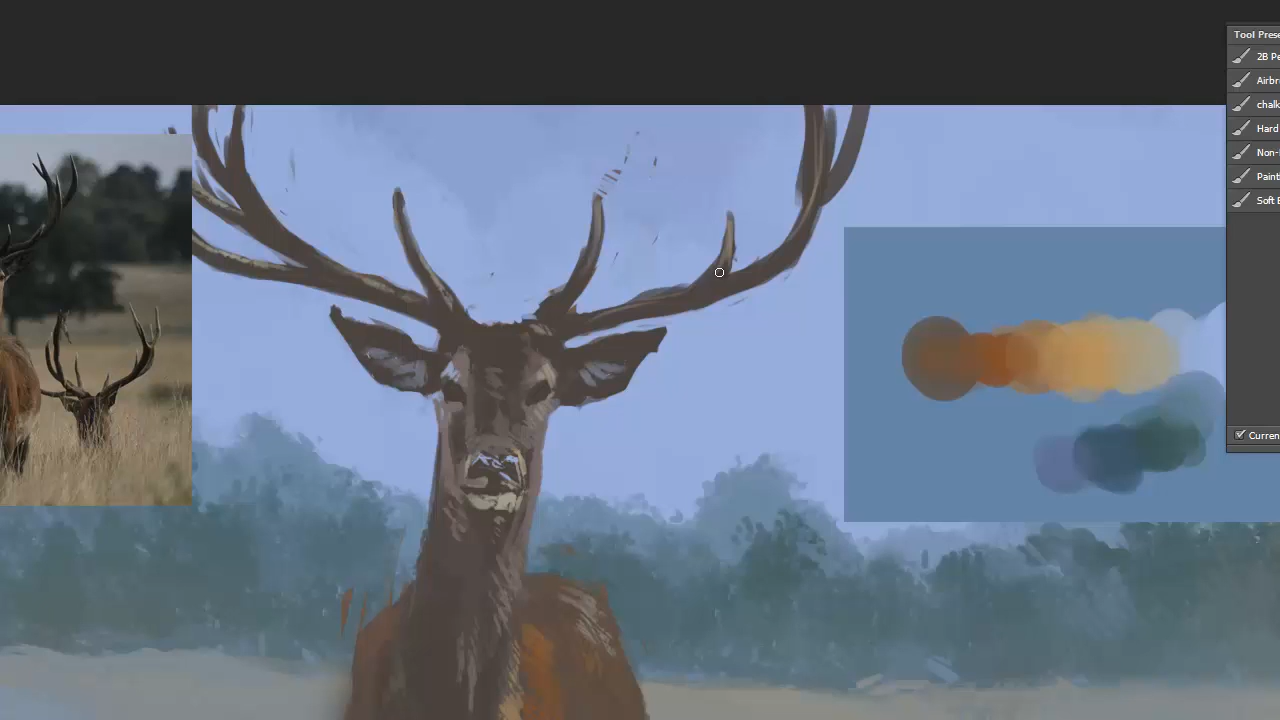 Tool Prese
2B Pe
Airbr
chalk
Hard
Non-
Paint
Soft B
Curren